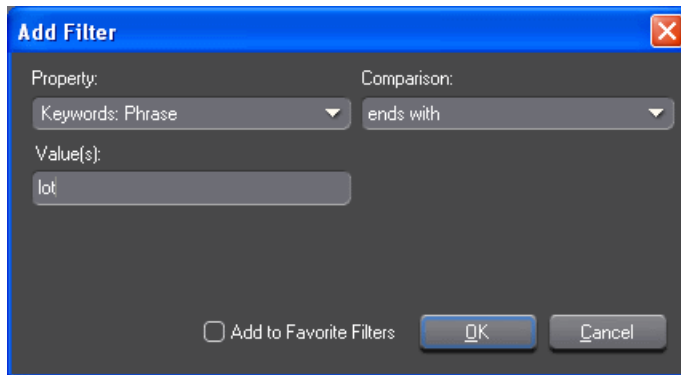 Add Filter
Property: Comparison:
Keywords: Phrase ends with
Value(s):
lot
Add to Favorite Filters OK Cancel